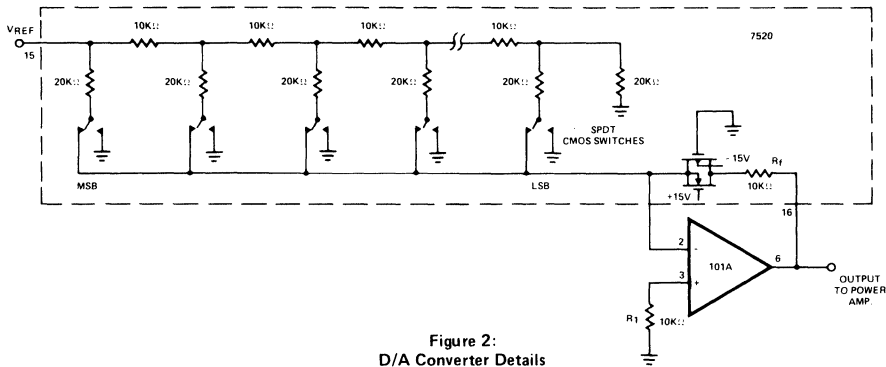 VREF
15
10KΩ
10KΩ
10KΩ
10KΩ
7520
20KΩ
20KΩ
20KΩ
20KΩ
20KΩ
20KΩ
SPDT
CMOS SWITCHES
MSB
LSB
- 15V
+15V
Rf
10KΩ
16
2
-
101A
6
3
+
R1
10KΩ
OUTPUT
TO POWER
AMP.
Figure 2:
D/A Converter Details